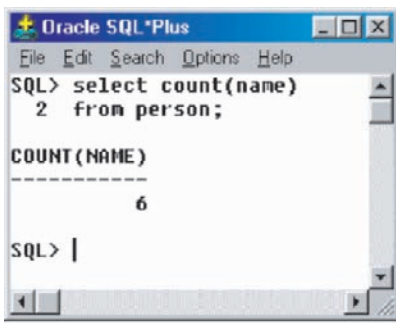 Oracle SQL*Plus
File Edit Search Options Help
SQL> select count(name)
  2  from person;
COUNT(NAME)
-----------
          6
SQL>